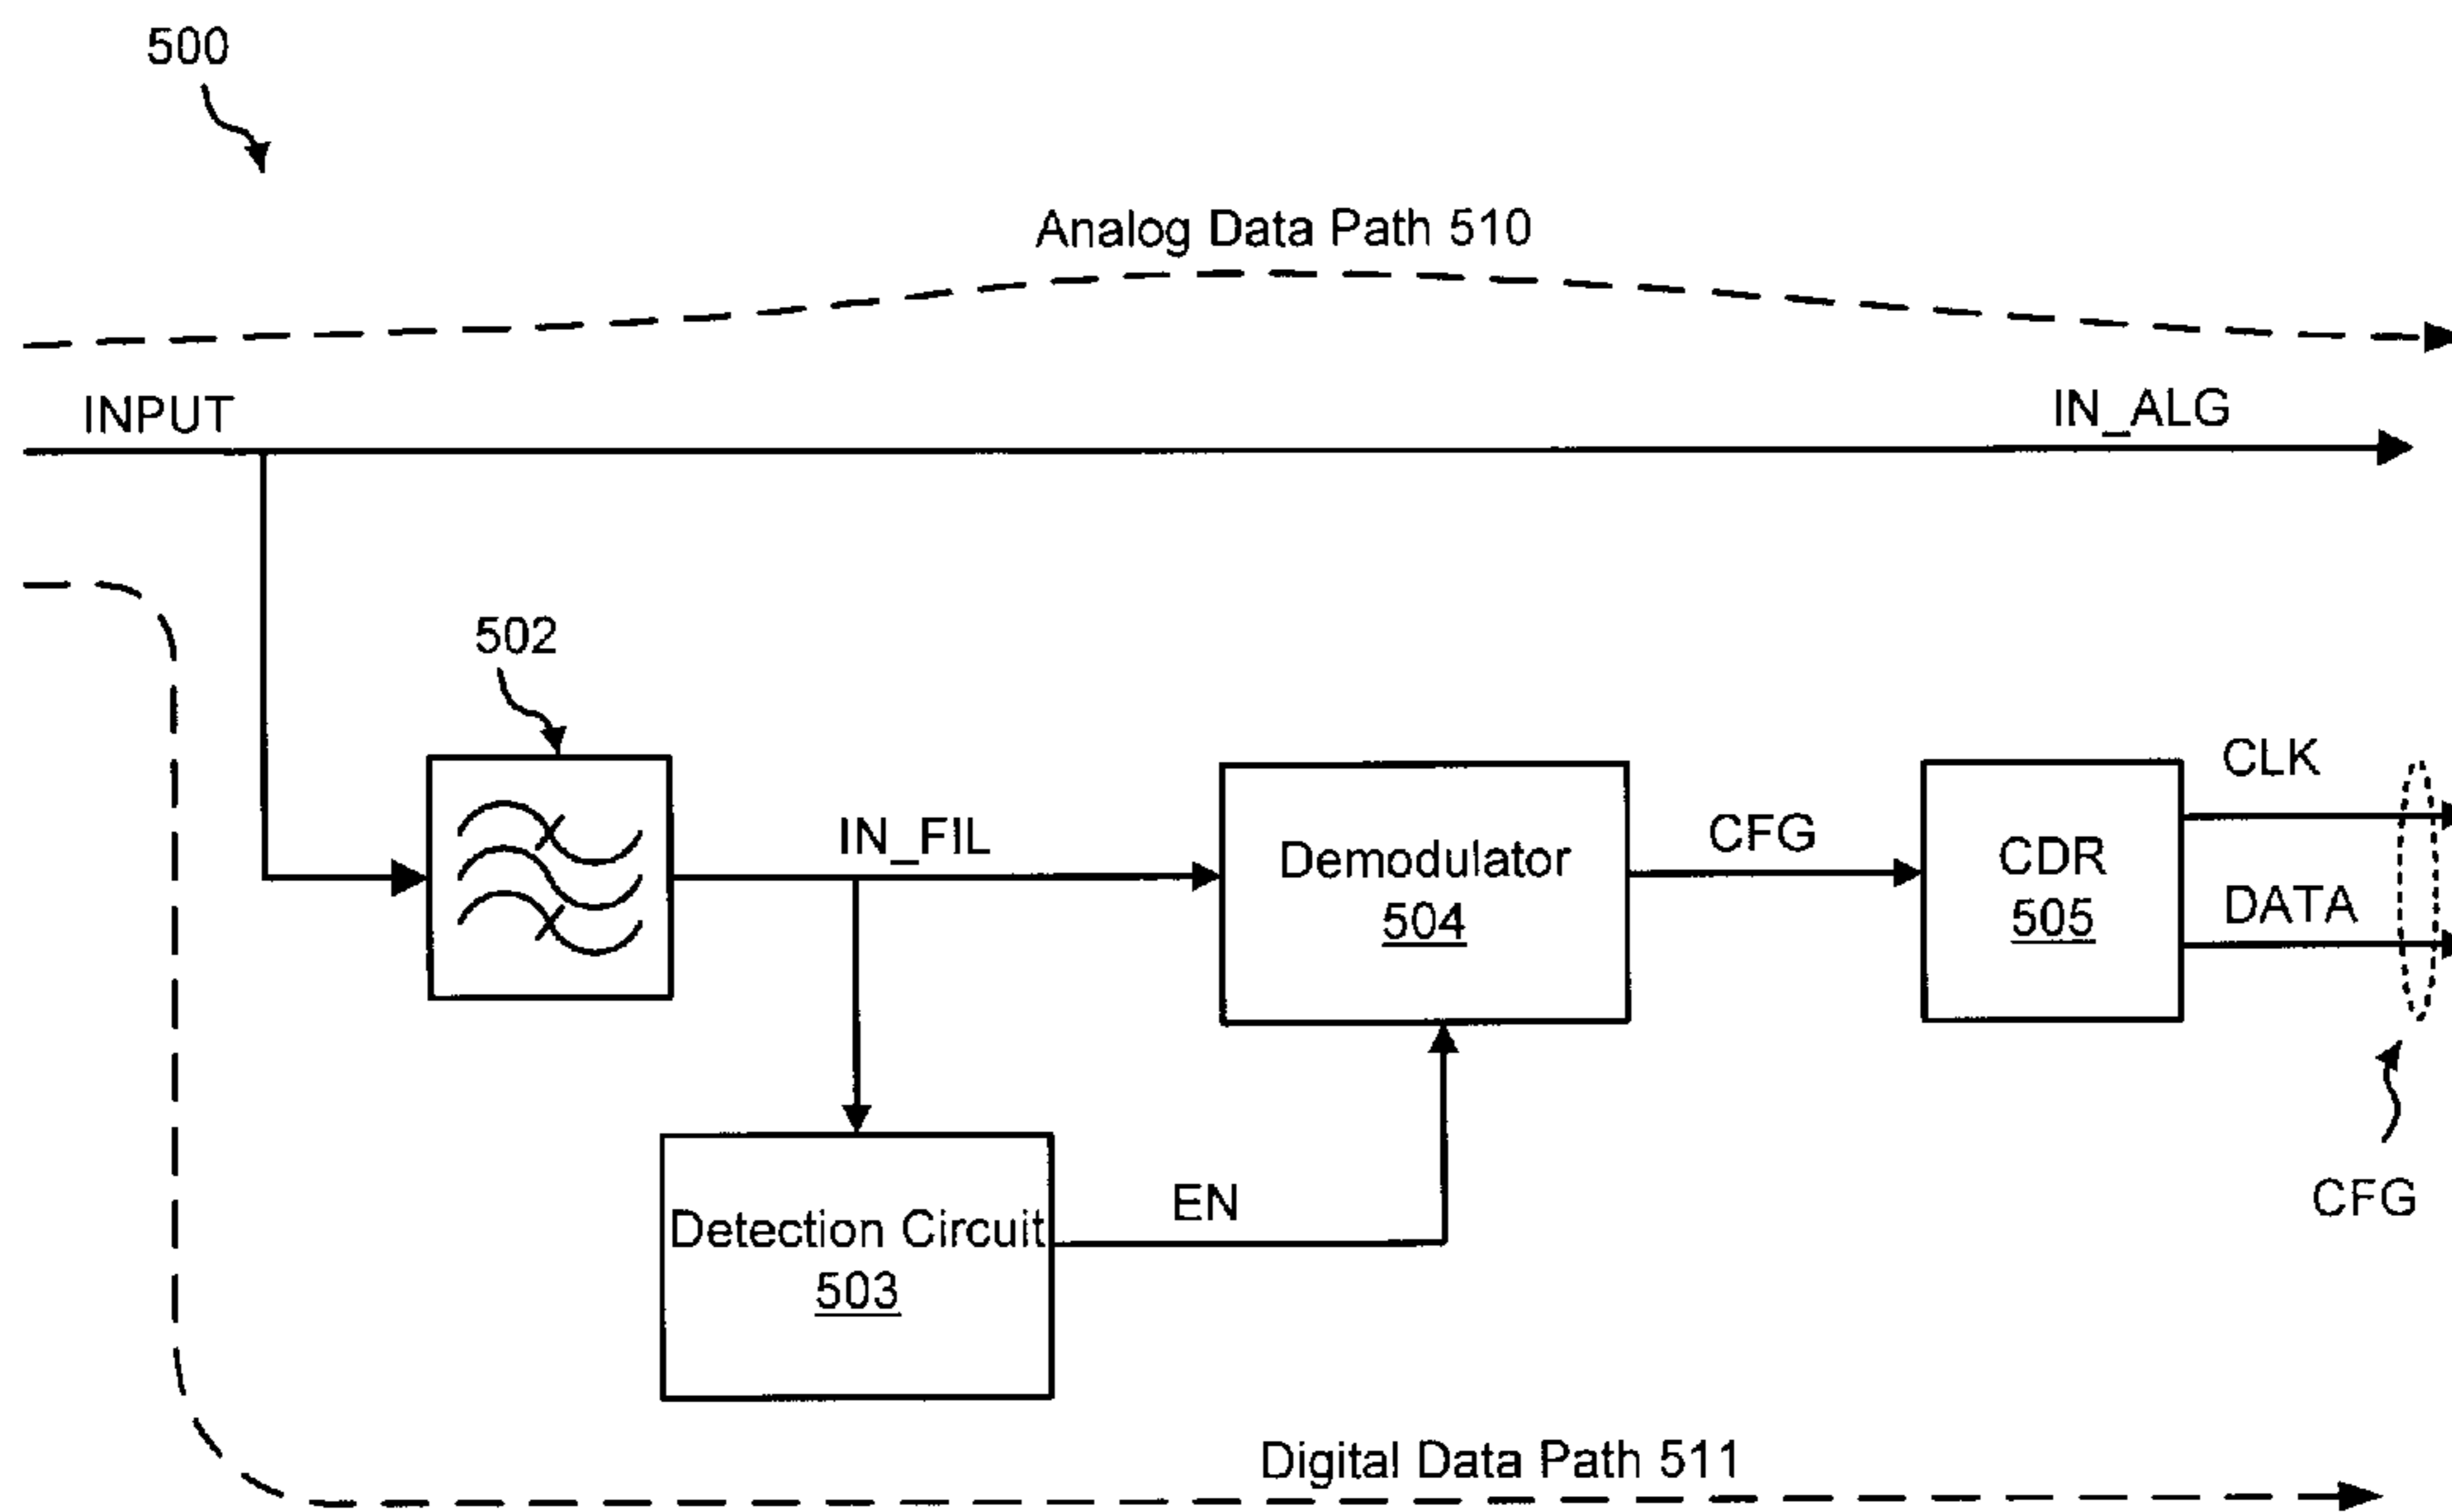 500
Analog Data Path 510
INPUT
IN_ALG
502
IN_FIL
Demodulator
504
CFG
CDR
505
CLK
DATA
Detection Circuit
503
EN
CFG
Digital Data Path 511